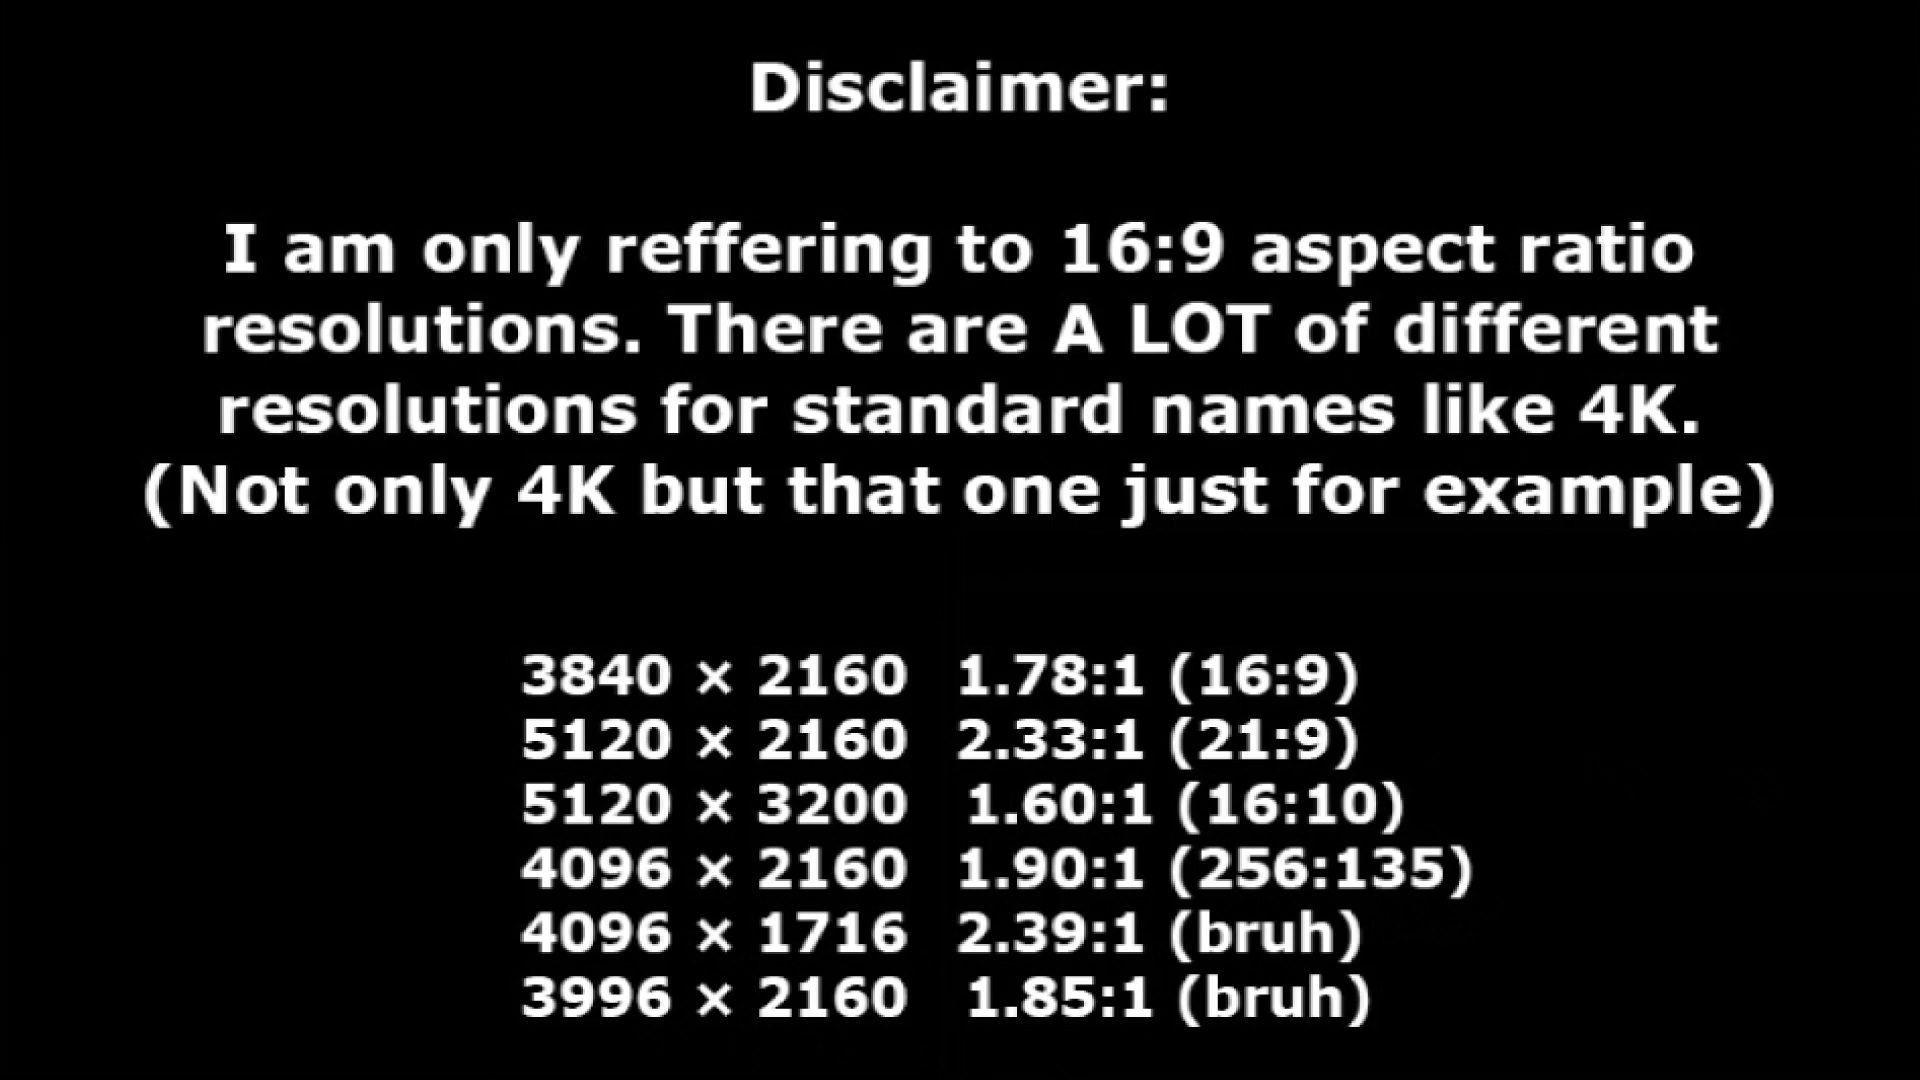 Disclaimer:
I am only reffering to 16:9 aspect ratio
resolutions. There are A LOT of different
resolutions for standard names like 4K.
(Not only 4K but that one just for example)
3840 × 2160 1.78:1 (16:9)
5120 × 2160 2.33:1 (21:9)
5120 × 3200 1.60:1 (16:10)
4096 × 2160 1.90:1 (256:135)
4096 × 1716 2.39:1 (bruh)
3996 × 2160 1.85:1 (bruh)